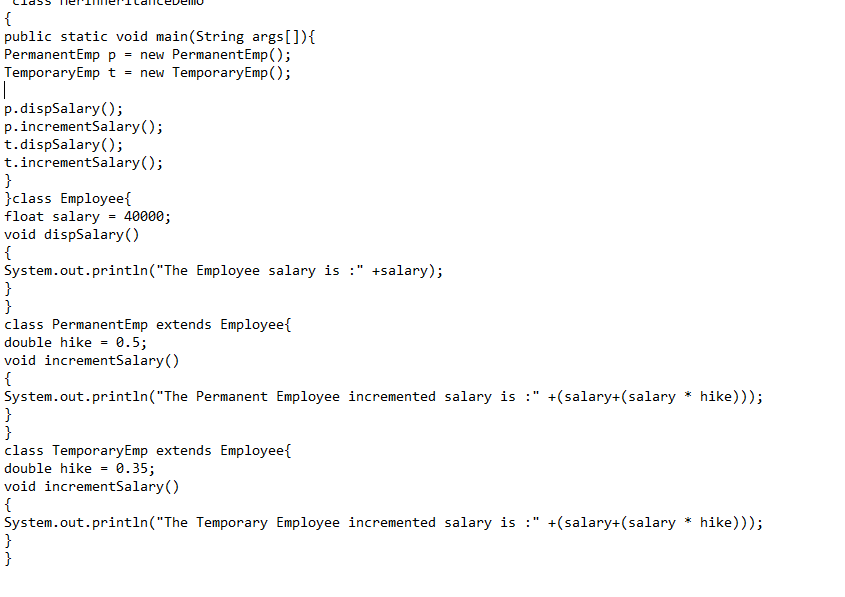 class HerInheritanceDemo
{
public static void main(String args[]){
PermanentEmp p = new PermanentEmp();
TemporaryEmp t = new TemporaryEmp();
p.dispSalary();
p.incrementSalary();
t.dispSalary();
t.incrementSalary();
}
}class Employee{
float salary = 40000;
void dispSalary()
{
System.out.println("The Employee salary is :" +salary);
}
}
class PermanentEmp extends Employee{
double hike = 0.5;
void incrementSalary()
{
System.out.println("The Permanent Employee incremented salary is :" +(salary+(salary * hike)));
}
}
class TemporaryEmp extends Employee{
double hike = 0.35;
void incrementSalary()
{
System.out.println("The Temporary Employee incremented salary is :" +(salary+(salary * hike)));
}
}